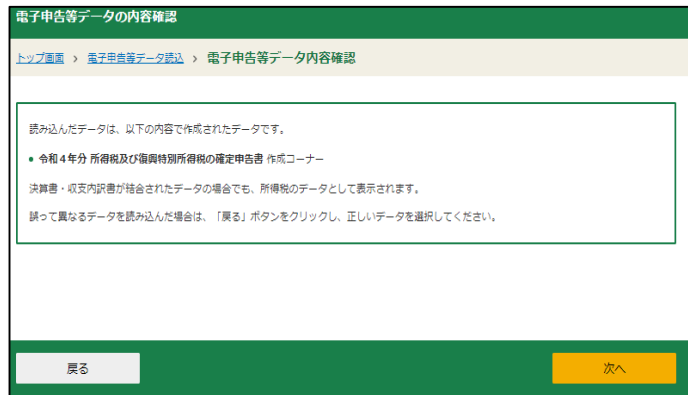 電子申告等データの内容確認
トップ画面 > 電子申告等データ読込 > 電子申告等データ内容確認
読み込んだデータは、以下の内容で作成されたデータです。
● 令和４年分 所得税及び復興特別所得税の確定申告書 作成コーナー
決算書・収支内訳書が結合されたデータの場合でも、所得税のデータとして表示されます。
誤って異なるデータを読み込んだ場合は、「戻る」ボタンをクリックし、正しいデータを選択してください。
戻る
次へ